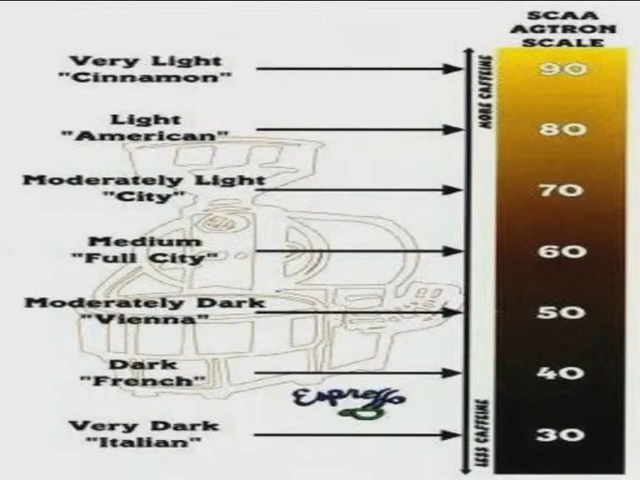 SCAA
AGTRON
SCALE
Very Light
"Cinnamon"
90
MORE CAFFEINE
Light
"American"
80
Moderately Light
"City"
70
Medium
"Full City"
60
Moderately Dark
"Vienna"
50
Dark
"French"
40
Espresso
Very Dark
"Italian"
30
LESS CAFFEINE